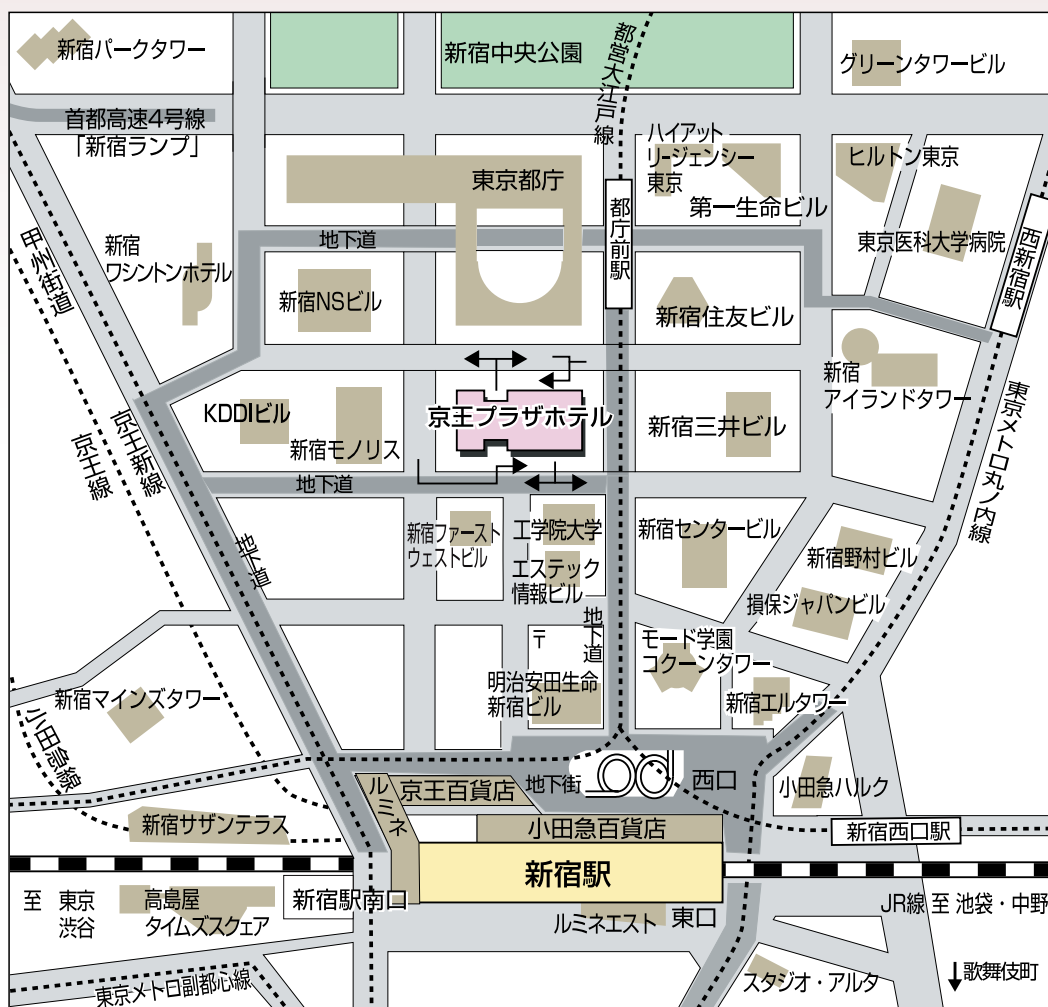 新宿パークタワー
新宿中央公園
都営大江戸線
グリーンタワービル
首都高速4号線
「新宿ランプ」
ハイアット
リージェンシー
東京
ヒルトン東京
東京都庁
第一生命ビル
都庁前駅
東京医科大学病院
西新宿駅
甲州街道
新宿
ワシントンホテル
地下道
新宿NSビル
新宿住友ビル
新宿
アイランドタワー
KDDIビル
新宿モノリス
京王プラザホテル
新宿三井ビル
東京メトロ丸ノ内線
京王新線
京王線
地下道
地下道
新宿ファースト
ウェストビル
工学院大学
エステック
情報ビル
新宿センタービル
新宿野村ビル
損保ジャパンビル
地下道
〒
モード学園
コクーンタワー
明治安田生命
新宿ビル
新宿エルタワー
新宿マインズタワー
小田急線
ルミネ
京王百貨店
地下街
西口
小田急ハルク
新宿サザンテラス
小田急百貨店
新宿西口駅
新宿駅
至 東京
渋谷
高島屋
タイムズスクェア
新宿駅南口
ルミネエスト
東口
JR線 至 池袋・中野
東京メトロ副都心線
スタジオ・アルタ
歌舞伎町